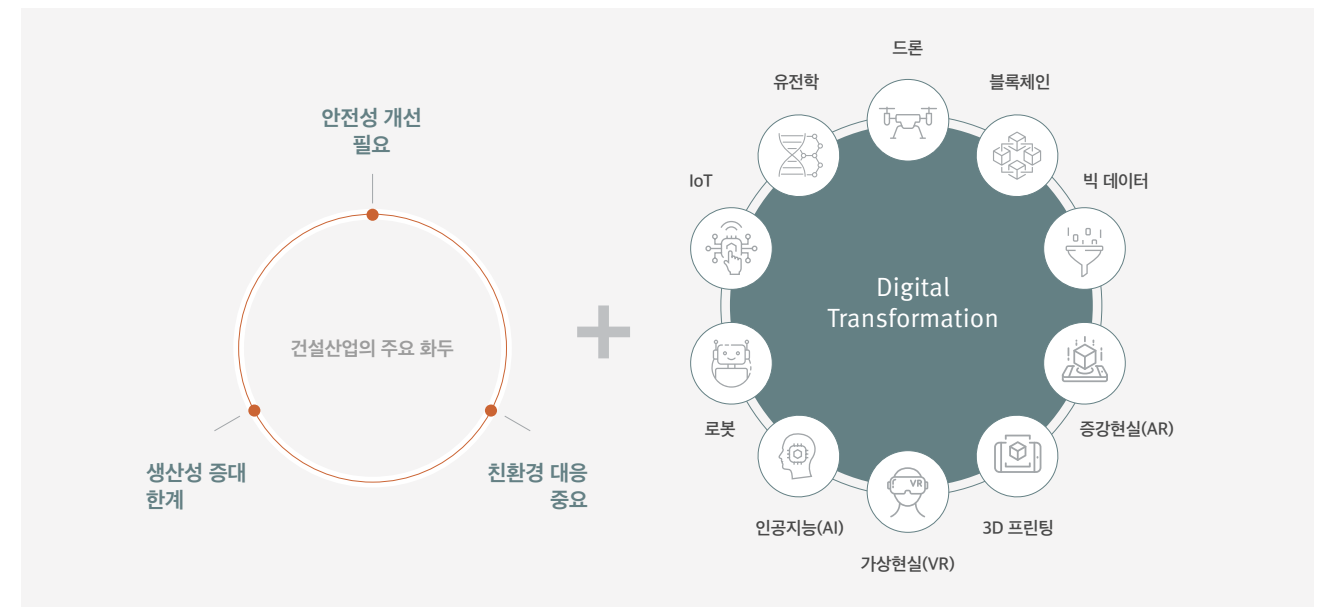 안전성 개선
필요
건설산업의 주요 화두
생산성 증대
한계
친환경 대응
중요
드론
유전학
블록체인
IoT
빅 데이터
Digital
Transformation
로봇
증강현실(AR)
인공지능(AI)
VR
3D 프린팅
가상현실(VR)